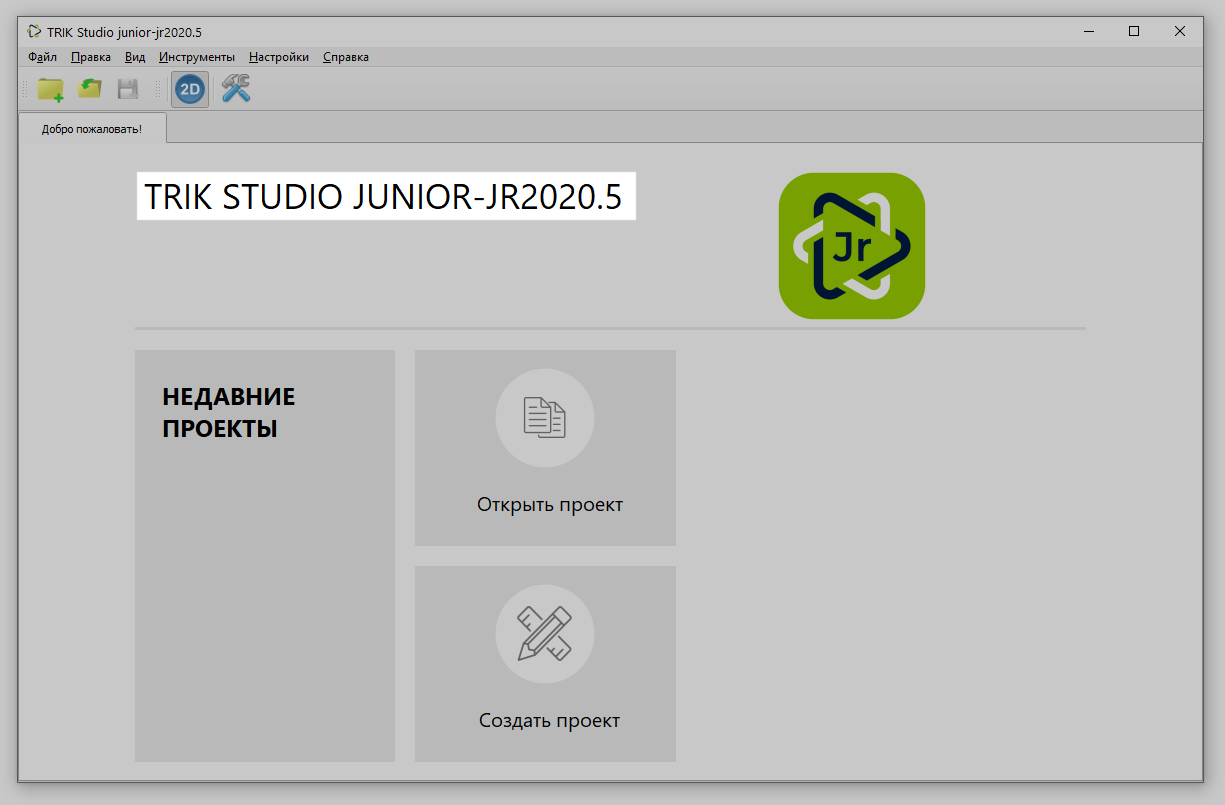 TRIK Studio junior-jr2020.5
Файл Правка Вид Инструменты Настройки Справка
2D
Добро пожаловать!
TRIK STUDIO JUNIOR-JR2020.5
Jr
НЕДАВНИЕ
ПРОЕКТЫ
Открыть проект
Создать проект